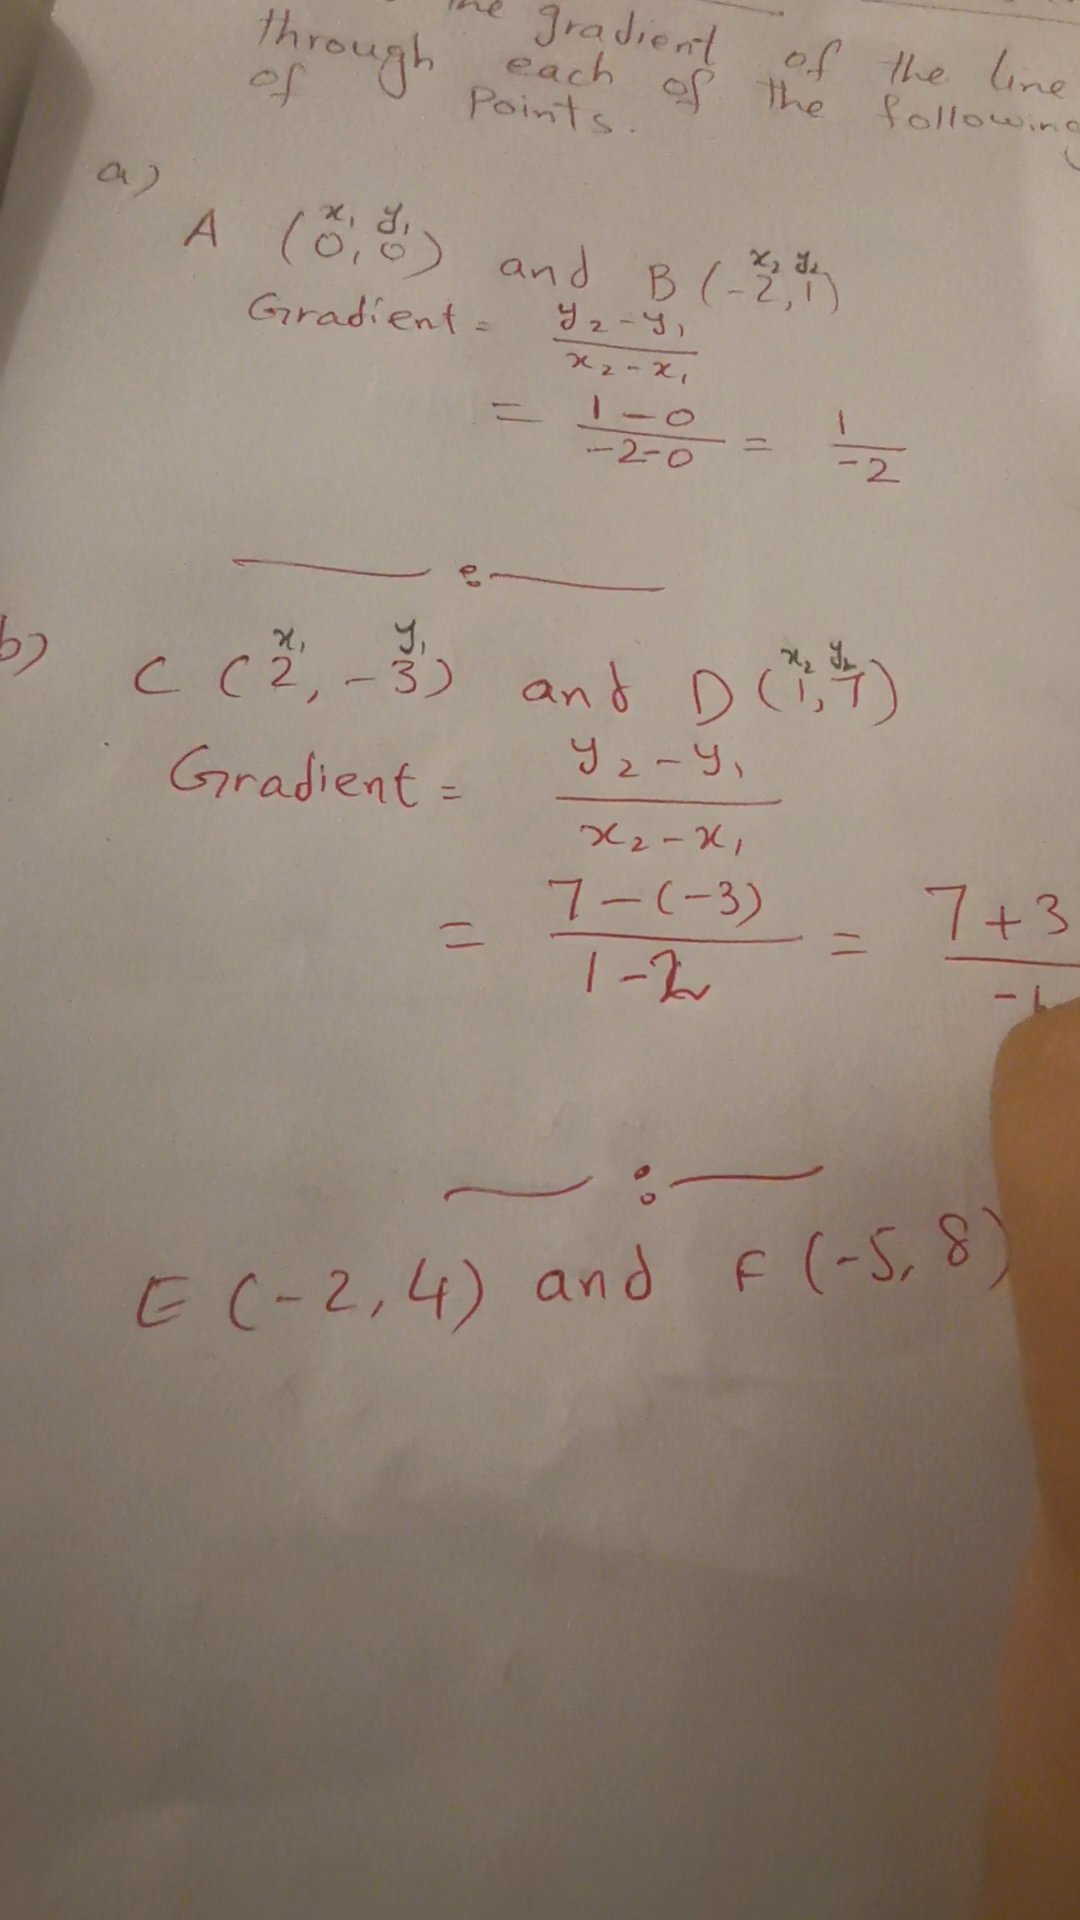 the gradient of the line
through each of the following
of Points.
a)
x₁ y₁ x₂ y₂
A (0,0) and B (-2,1)
Gradient = y₂-y₁
x₂-x₁
= 1-0 = 1
-2-0 -2
x₁ y₁ x₂ y₂
b) C (2,-3) and D (1,7)
Gradient = y₂-y₁
x₂-x₁
= 7-(-3) = 7+3
1-2
E (-2,4) and F (-5,8)